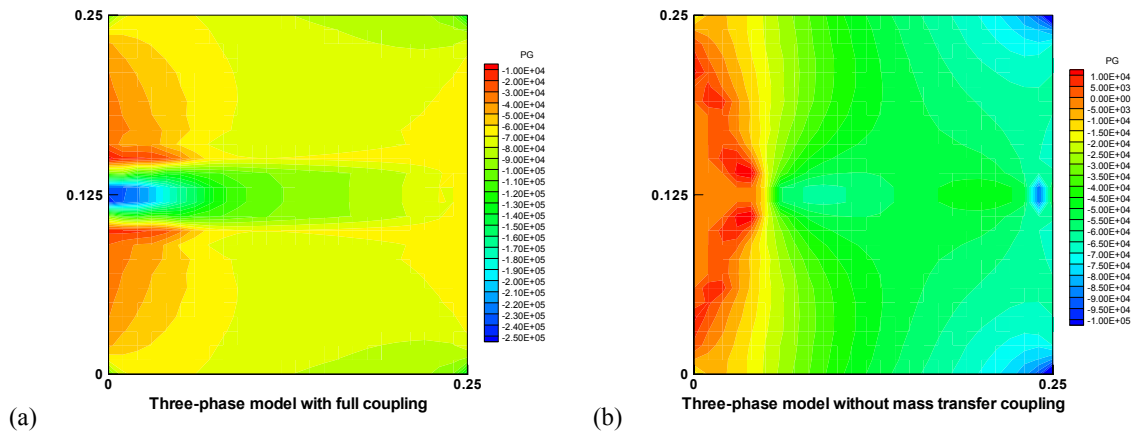 0.25
0.125
0
0
0.25
PG
-1.00E+04
-2.00E+04
-3.00E+04
-4.00E+04
-5.00E+04
-6.00E+04
-7.00E+04
-8.00E+04
-9.00E+04
-1.00E+05
-1.10E+05
-1.20E+05
-1.30E+05
-1.40E+05
-1.50E+05
-1.60E+05
-1.70E+05
-1.80E+05
-1.90E+05
-2.00E+05
-2.10E+05
-2.20E+05
-2.30E+05
-2.40E+05
-2.50E+05
(a)
Three-phase model with full coupling
0.25
0.125
0
0
0.25
PG
1.00E+04
5.00E+03
0.00E+00
-5.00E+03
-1.00E+04
-1.50E+04
-2.00E+04
-2.50E+04
-3.00E+04
-3.50E+04
-4.00E+04
-4.50E+04
-5.00E+04
-5.50E+04
-6.00E+04
-6.50E+04
-7.00E+04
-7.50E+04
-8.00E+04
-8.50E+04
-9.00E+04
-9.50E+04
-1.00E+05
(b)
Three-phase model without mass transfer coupling